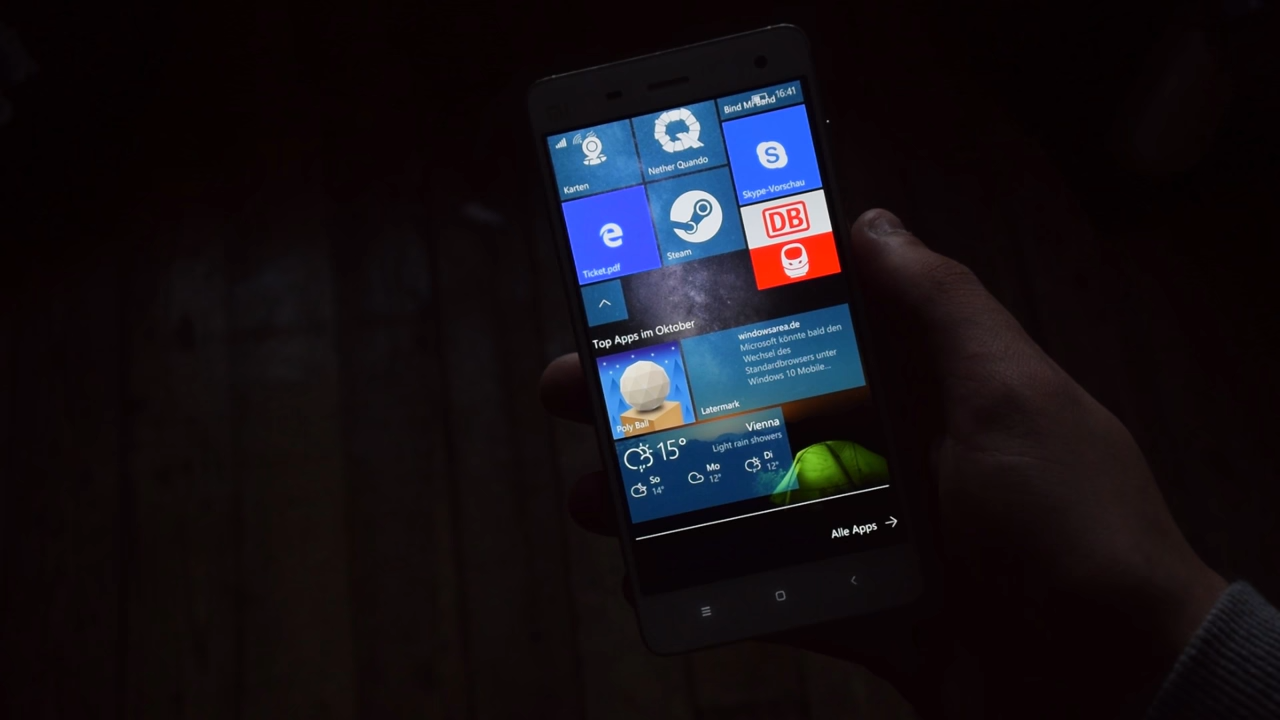 16:41
Bind Mi Band
Karten
Nether Quando
Skype-Vorschau
S
Ticket.pdf
Steam
DB
Top Apps im Oktober
windowsarea.de
Microsoft könnte bald den
Wechsel des
Standardbrowsers unter
Windows 10 Mobile...
Poly Ball
Latermark
15°
Vienna
Light rain showers
So
14°
Mo
12°
Di
12°
Alle Apps